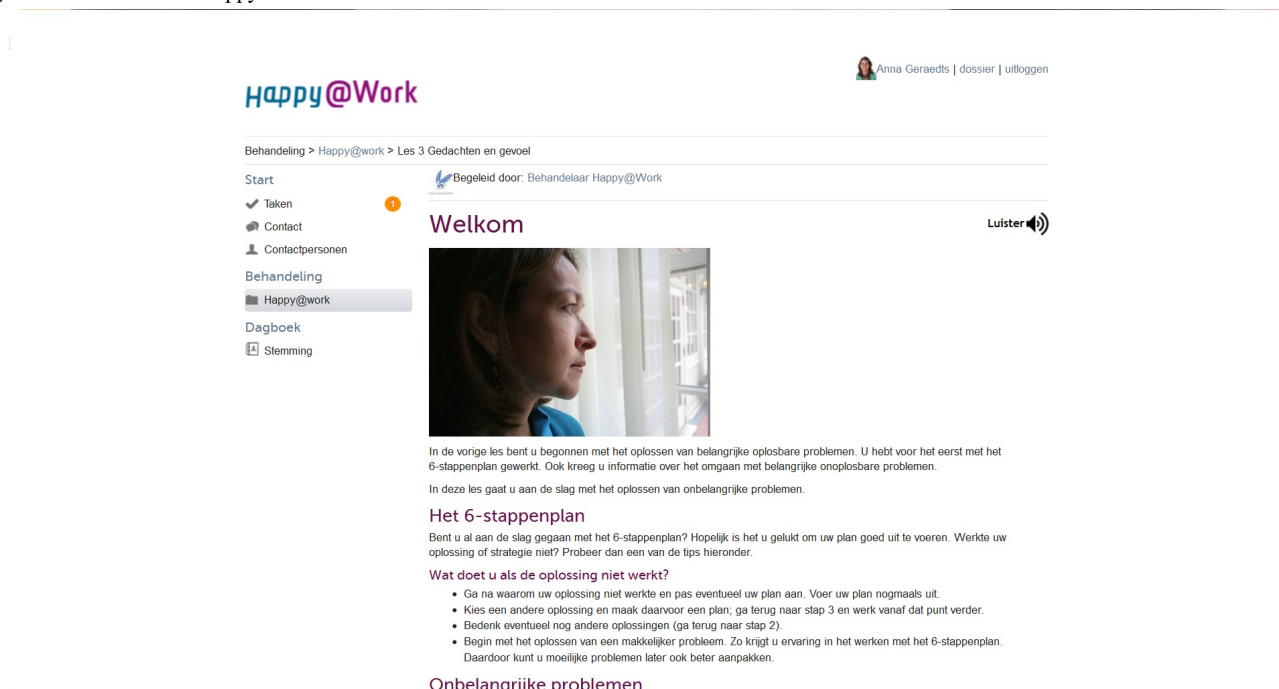 Anna Geraedts | dossier | uitloggen
Happy@Work
Behandeling > Happy@work > Les 3 Gedachten en gevoel
Start
Begeleid door: Behandelaar Happy@Work
Taken 1
Contact
Contactpersonen
Behandeling
Happy@work
Dagboek
Stemming
Welkom
Luister
In de vorige les bent u begonnen met het oplossen van belangrijke oplosbare problemen. U hebt voor het eerst met het
6-stappenplan gewerkt. Ook kreeg u informatie over het omgaan met belangrijke onoplosbare problemen.
In deze les gaat u aan de slag met het oplossen van onbelangrijke problemen.
Het 6-stappenplan
Bent u al aan de slag gegaan met het 6-stappenplan? Hopelijk is het u gelukt om uw plan goed uit te voeren. Werkte uw
oplossing of strategie niet? Probeer dan een van de tips hieronder.
Wat doet u als de oplossing niet werkt?
• Ga na waarom uw oplossing niet werkte en pas eventueel uw plan aan. Voer uw plan nogmaals uit.
• Kies een andere oplossing en maak daarvoor een plan; ga terug naar stap 3 en werk vanaf dat punt verder.
• Bedenk eventueel nog andere oplossingen (ga terug naar stap 2).
• Begin met het oplossen van een makkelijker probleem. Zo krijgt u ervaring in het werken met het 6-stappenplan.
Daardoor kunt u moeilijke problemen later ook beter aanpakken.
Onbelangrijke problemen